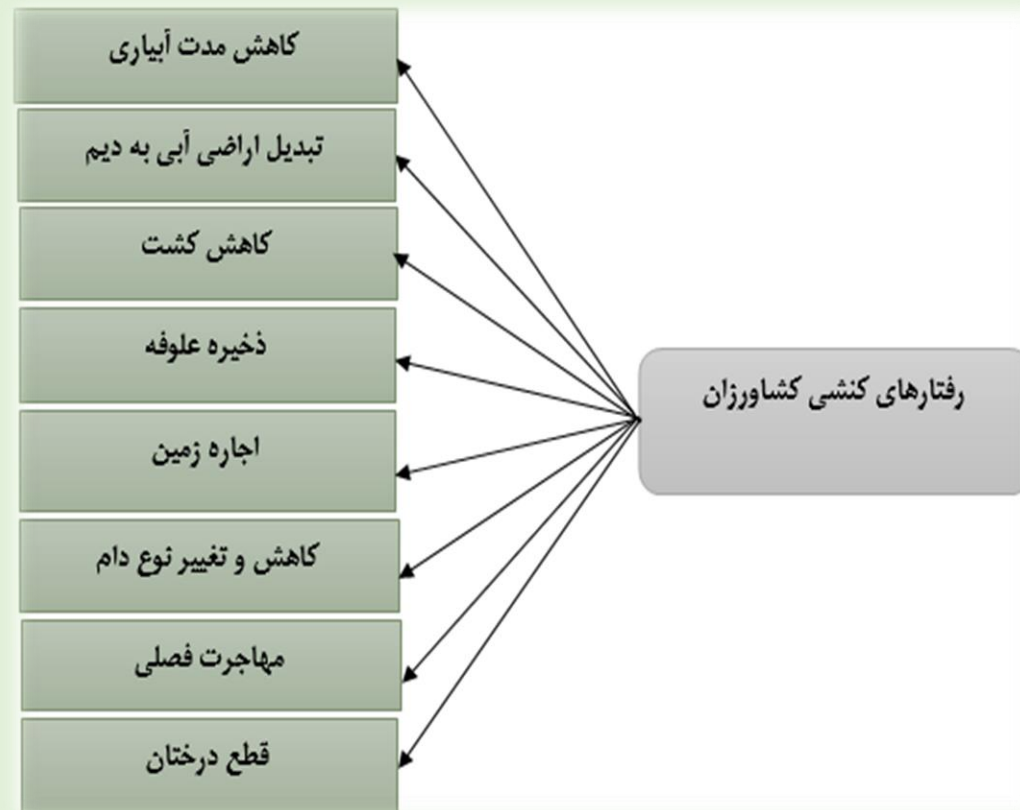 رفتارهای کنشی کشاورزان
کاهش مدت آبیاری
تبدیل اراضی آبی به دیم
کاهش کشت
ذخیره علوفه
اجاره زمین
کاهش و تغییر نوع دام
مهاجرت فصلی
قطع درختان